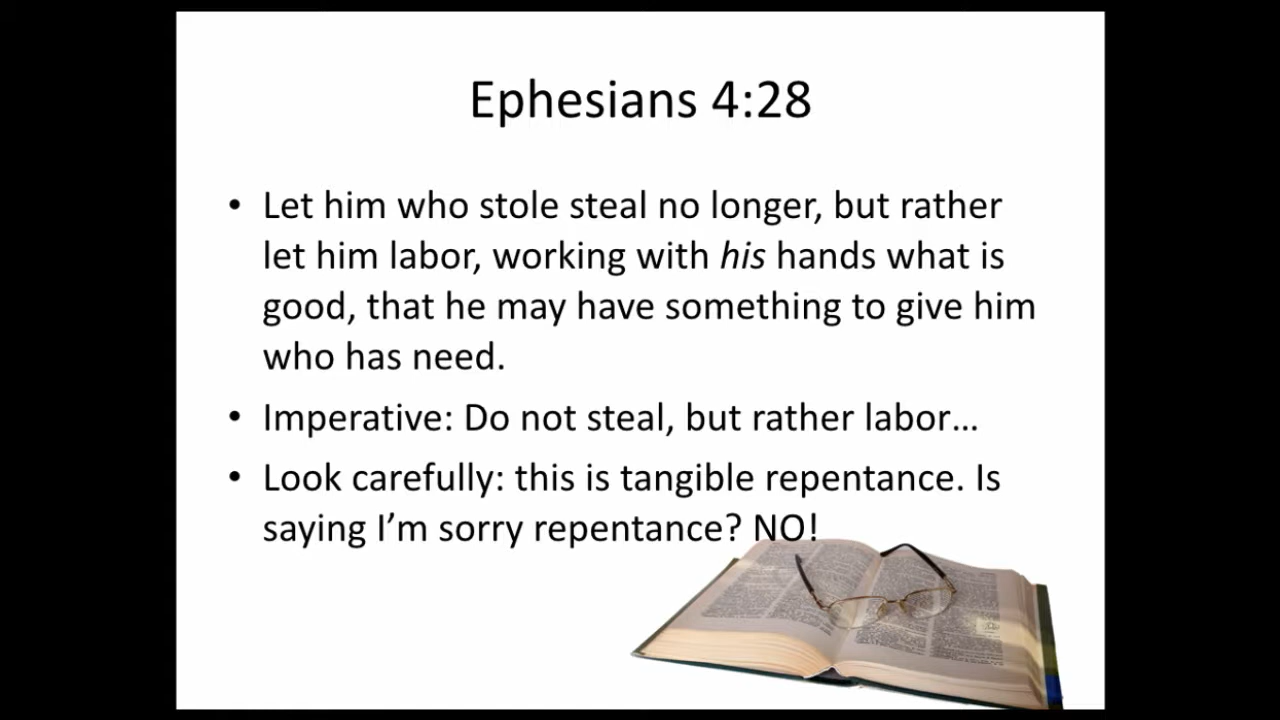 Ephesians 4:28
• Let him who stole steal no longer, but rather
let him labor, working with his hands what is
good, that he may have something to give him
who has need.
• Imperative: Do not steal, but rather labor…
• Look carefully: this is tangible repentance. Is
saying I’m sorry repentance? NO!